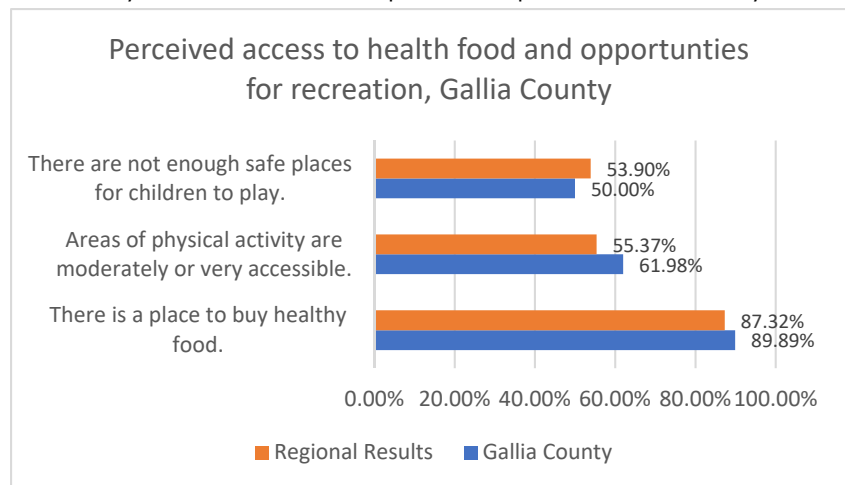 Perceived access to health food and opportunties
for recreation, Gallia County
There are not enough safe places
for children to play.
53.90%
50.00%
Areas of physical activity are
moderately or very accessible.
55.37%
61.98%
There is a place to buy healthy
food.
87.32%
89.89%
0.00% 20.00% 40.00% 60.00% 80.00% 100.00%
Regional Results Gallia County